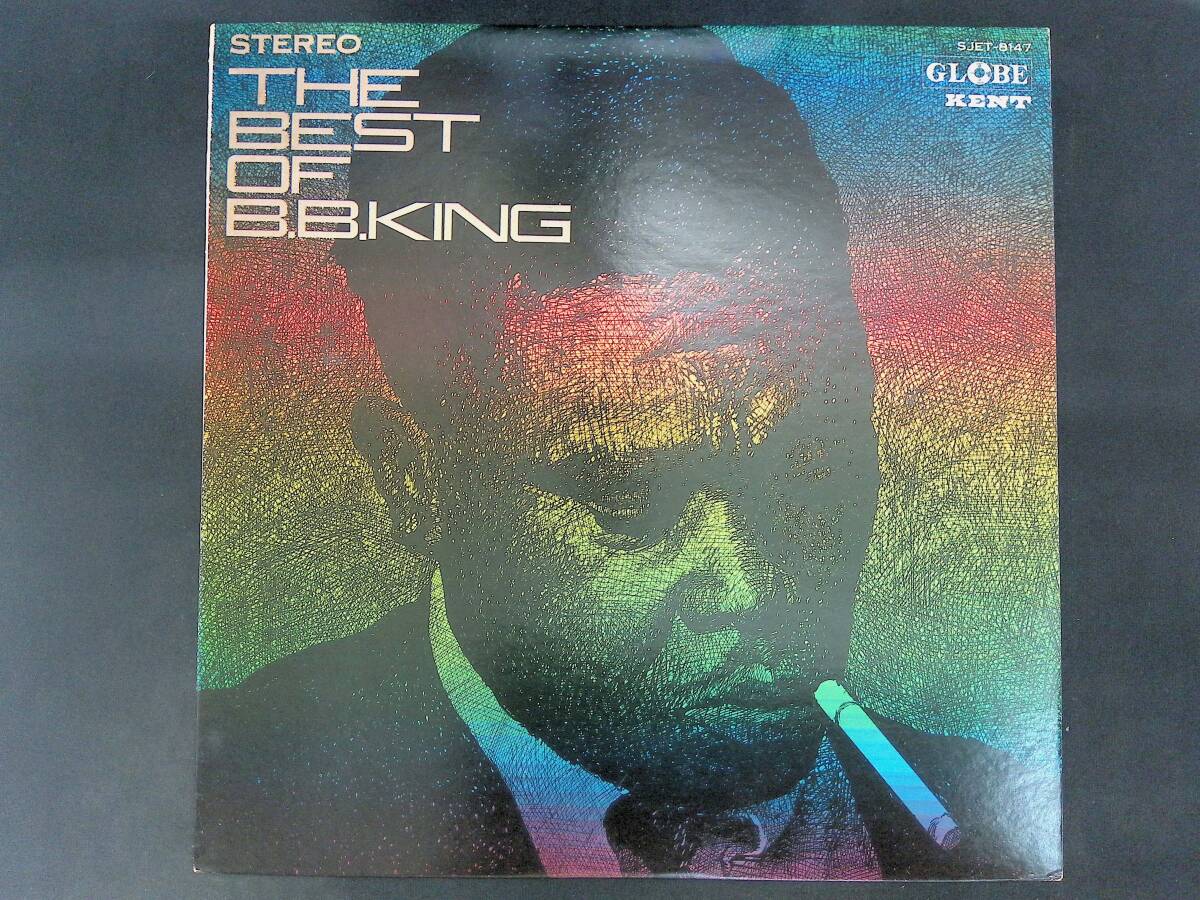 STEREO
THE
BEST
OF
B.B.KING
SJET-8147
GLOBE
KENT